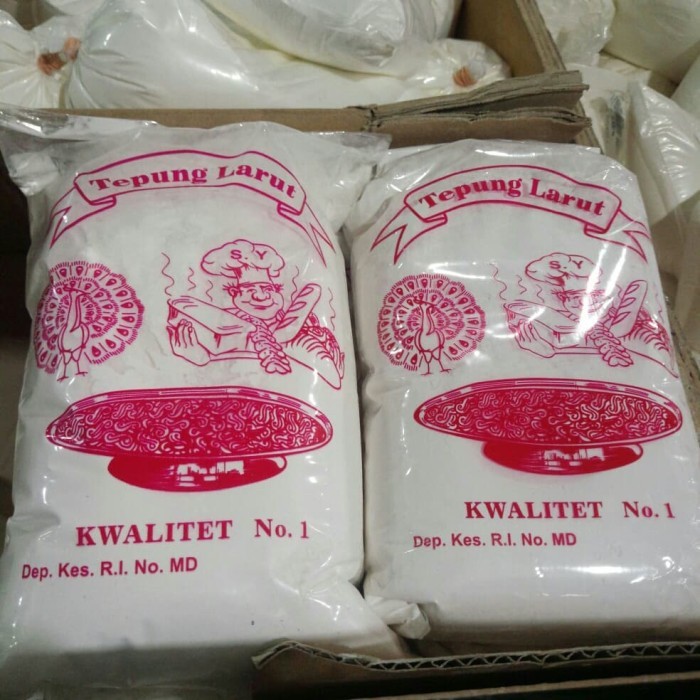 Tepung Larut
S Y
KWALITET No. 1
Dep. Kes. R.I. No. MD
Tepung Larut
S Y
KWALITET No. 1
Dep. Kes. R.I. No. MD